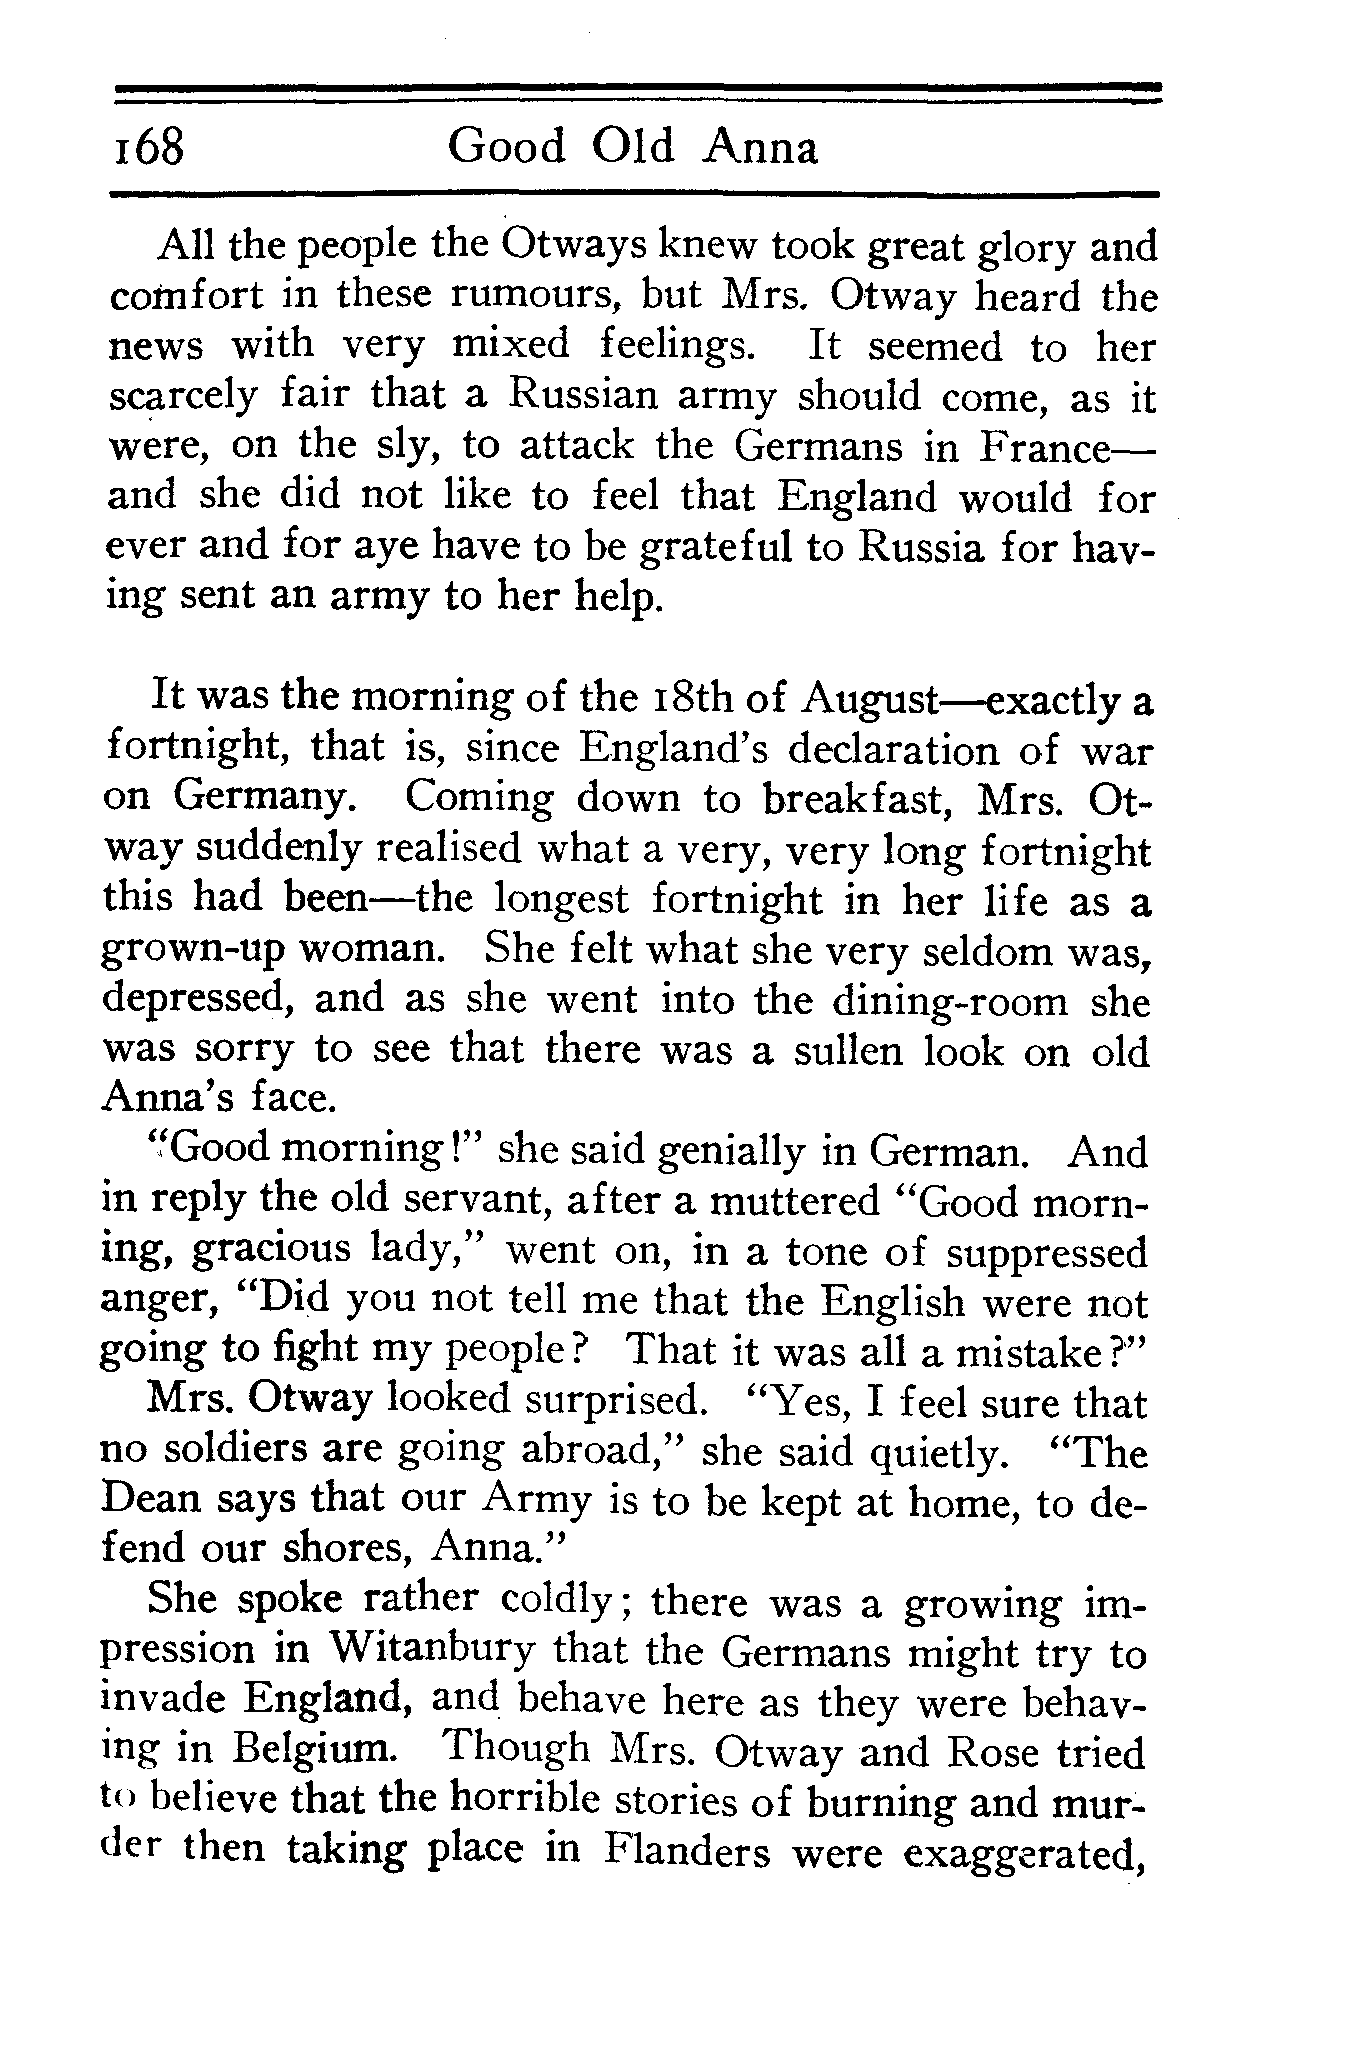 168 Good Old Anna
All the people the Otways knew took great glory and
comfort in these rumours, but Mrs. Otway heard the
news with very mixed feelings. It seemed to her
scarcely fair that a Russian army should come, as it
were, on the sly, to attack the Germans in France—
and she did not like to feel that England would for
ever and for aye have to be grateful to Russia for hav-
ing sent an army to her help.
It was the morning of the 18th of August—exactly a
fortnight, that is, since England's declaration of war
on Germany. Coming down to breakfast, Mrs. Ot-
way suddenly realised what a very, very long fortnight
this had been—the longest fortnight in her life as a
grown-up woman. She felt what she very seldom was,
depressed, and as she went into the dining-room she
was sorry to see that there was a sullen look on old
Anna's face.
"Good morning!" she said genially in German. And
in reply the old servant, after a muttered "Good morn-
ing, gracious lady," went on, in a tone of suppressed
anger, "Did you not tell me that the English were not
going to fight my people? That it was all a mistake?"
Mrs. Otway looked surprised. "Yes, I feel sure that
no soldiers are going abroad," she said quietly. "The
Dean says that our Army is to be kept at home, to de-
fend our shores, Anna."
She spoke rather coldly; there was a growing im-
pression in Witanbury that the Germans might try to
invade England, and behave here as they were behav-
ing in Belgium. Though Mrs. Otway and Rose tried
to believe that the horrible stories of burning and mur-
der then taking place in Flanders were exaggerated,